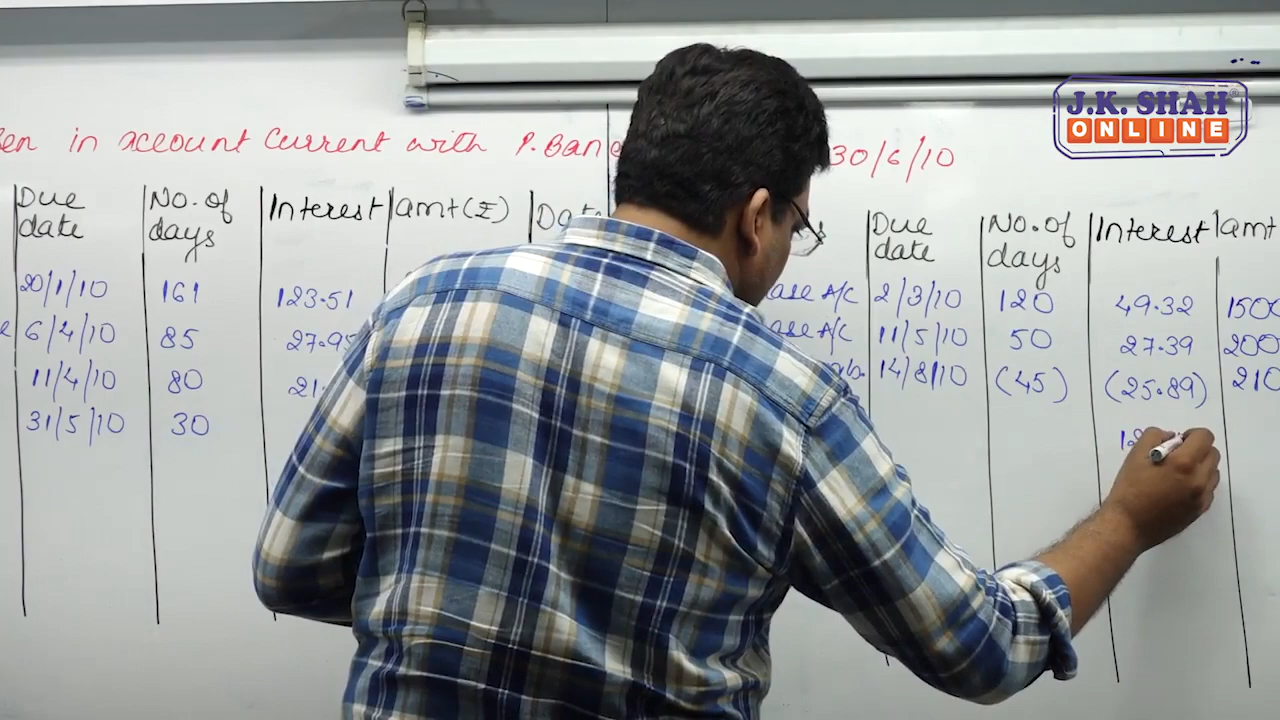 J.K. SHAH®
ONLINE
in account current with P. Ban 30/6/10
Due date No. of days Interest amt(₹) Date Due date No. of days Interest amt
20/1/10 161 123.51 A/C 2/3/10 120 49.32
6/4/10 85 A/C 11/5/10 50 27.39
11/4/10 80 14/8/10 (45) (25.89)
31/5/10 30